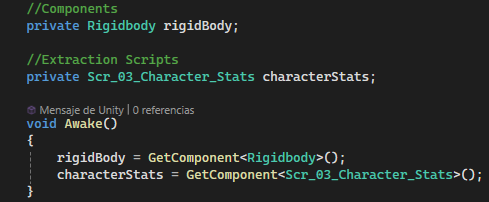 //Components
private Rigidbody rigidBody;
//Extraction Scripts
private Scr_03_Character_Stats characterStats;
Mensaje de Unity | 0 referencias
void Awake()
{
rigidBody = GetComponent<Rigidbody>();
characterStats = GetComponent<Scr_03_Character_Stats>();
}